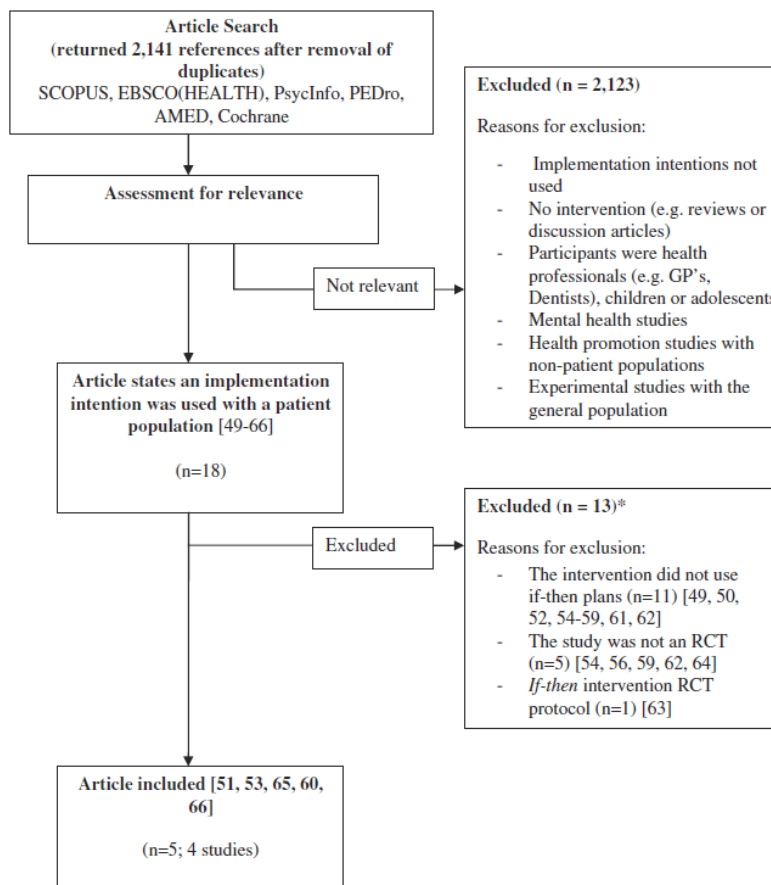 Article Search
(returned 2,141 references after removal of
duplicates)
SCOPUS, EBSCO(HEALTH), PsycInfo, PEDro,
AMED, Cochrane
Assessment for relevance
Not relevant
Excluded (n = 2,123)
Reasons for exclusion:
- Implementation intentions not
used
- No intervention (e.g. reviews or
discussion articles)
- Participants were health
professionals (e.g. GP's,
Dentists), children or adolescents
- Mental health studies
- Health promotion studies with
non-patient populations
- Experimental studies with the
general population
Article states an implementation
intention was used with a patient
population [49-66]
(n=18)
Excluded
Excluded (n = 13)*
Reasons for exclusion:
- The intervention did not use
if-then plans (n=11) [49, 50,
52, 54-59, 61, 62]
- The study was not an RCT
(n=5) [54, 56, 59, 62, 64]
- If-then intervention RCT
protocol (n=1) [63]
Article included [51, 53, 65, 60,
66]
(n=5; 4 studies)